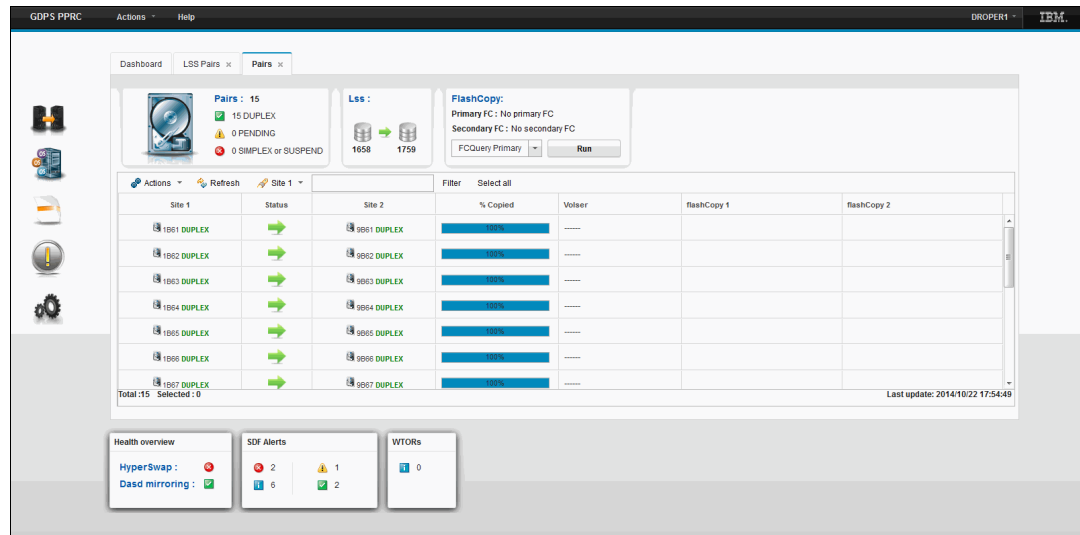 GDPS PPRC Actions Help DROPER1 IBM.
Dashboard LSS Pairs × Pairs ×
Pairs : 15
15 DUPLEX
0 PENDING
0 SIMPLEX or SUSPEND
Lss :
1658 1759
FlashCopy:
Primary FC : No primary FC
Secondary FC : No secondary FC
FCQuery Primary Run
Actions Refresh Site 1 Filter Select all
Site 1 Status Site 2 % Copied Volser flashCopy 1 flashCopy 2
1B61 DUPLEX 9B61 DUPLEX 100% ------
1B62 DUPLEX 9B62 DUPLEX 100% ------
1B63 DUPLEX 9B63 DUPLEX 100% ------
1B64 DUPLEX 9B64 DUPLEX 100% ------
1B65 DUPLEX 9B65 DUPLEX 100% ------
1B66 DUPLEX 9B66 DUPLEX 100% ------
1B67 DUPLEX 9B67 DUPLEX 100% ------
Total :15 Selected : 0 Last update: 2014/10/22 17:54:49
Health overview
HyperSwap :
Dasd mirroring :
SDF Alerts
2 1
6 2
WTORs
0